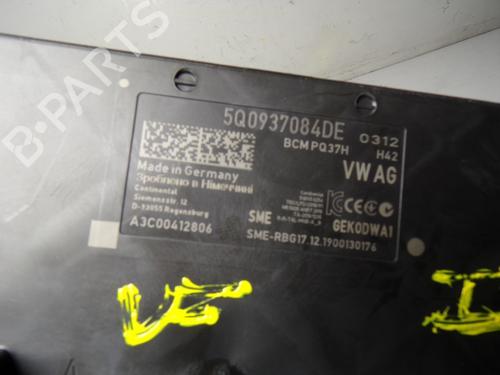 5Q0937084DE 0312
BCM PQ37H H42
VW AG
Made in Germany
Зроблено в Німеччині
Continental
Siemensstr. 12
D-93055 Regensburg
A3C00412806
SME
GEK0DWA1
SME-RBG17.12.1900130176
B-PARTS